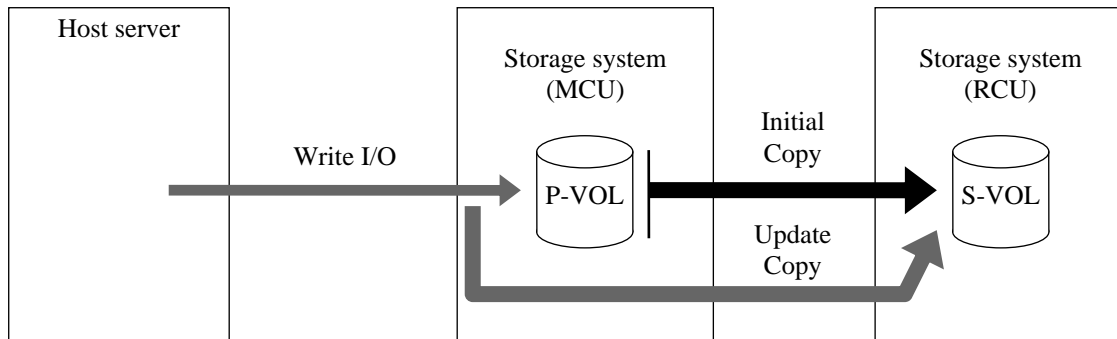 Host server
Storage system
(MCU)
Storage system
(RCU)
Write I/O
Initial
Copy
P-VOL
S-VOL
Update
Copy